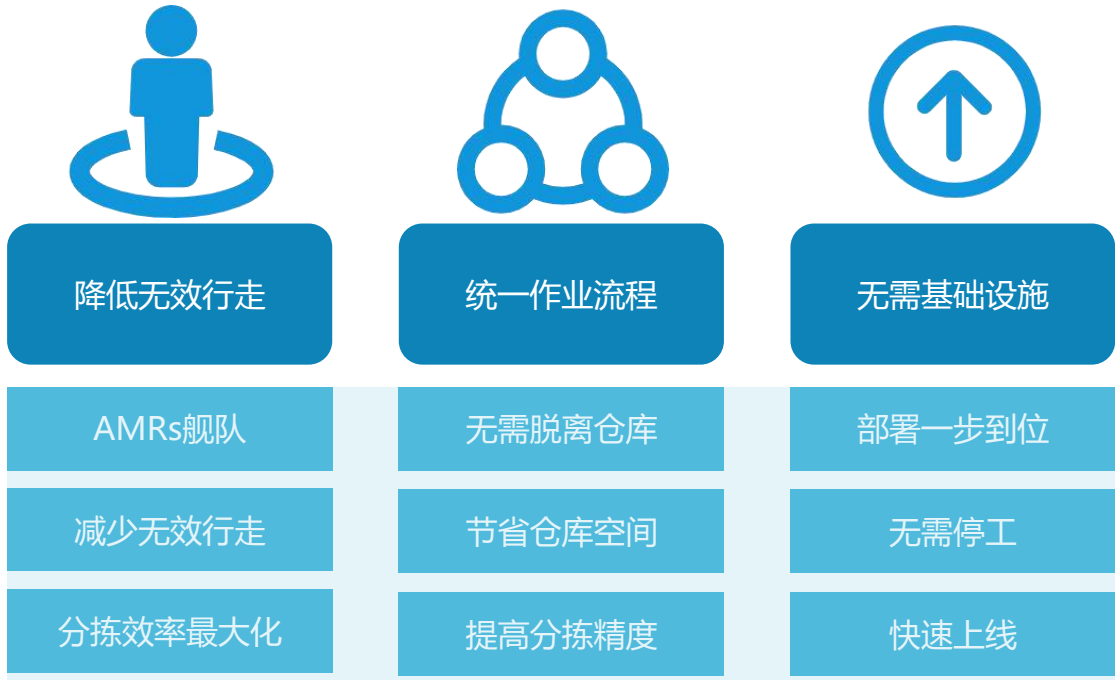 降低无效行走
统一作业流程
无需基础设施
AMRs舰队
无需脱离仓库
部署一步到位
减少无效行走
节省仓库空间
无需停工
分拣效率最大化
提高分拣精度
快速上线